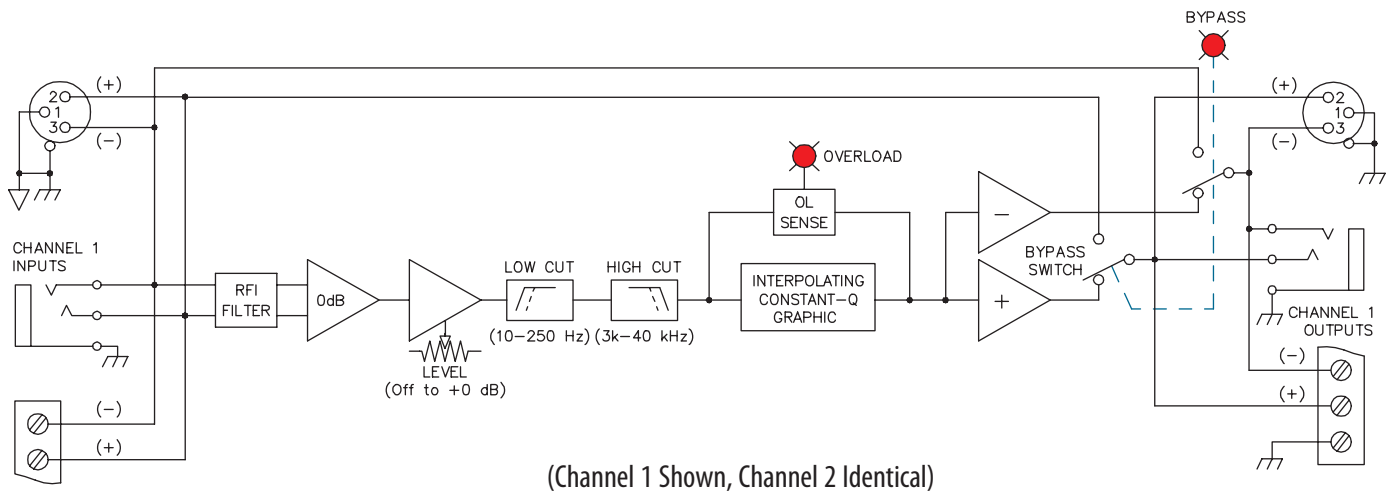 BYPASS
(+)
2
1
3
(-)
(+)
2
1
3
(-)
OVERLOAD
OL
SENSE
CHANNEL 1
INPUTS
RFI
FILTER
0dB
LEVEL
(Off to +0 dB)
LOW CUT
(10-250 Hz)
HIGH CUT
(3k-40 kHz)
INTERPOLATING
CONSTANT-Q
GRAPHIC
−
+
BYPASS
SWITCH
CHANNEL 1
OUTPUTS
(-)
(+)
(-)
(+)
(Channel 1 Shown, Channel 2 Identical)